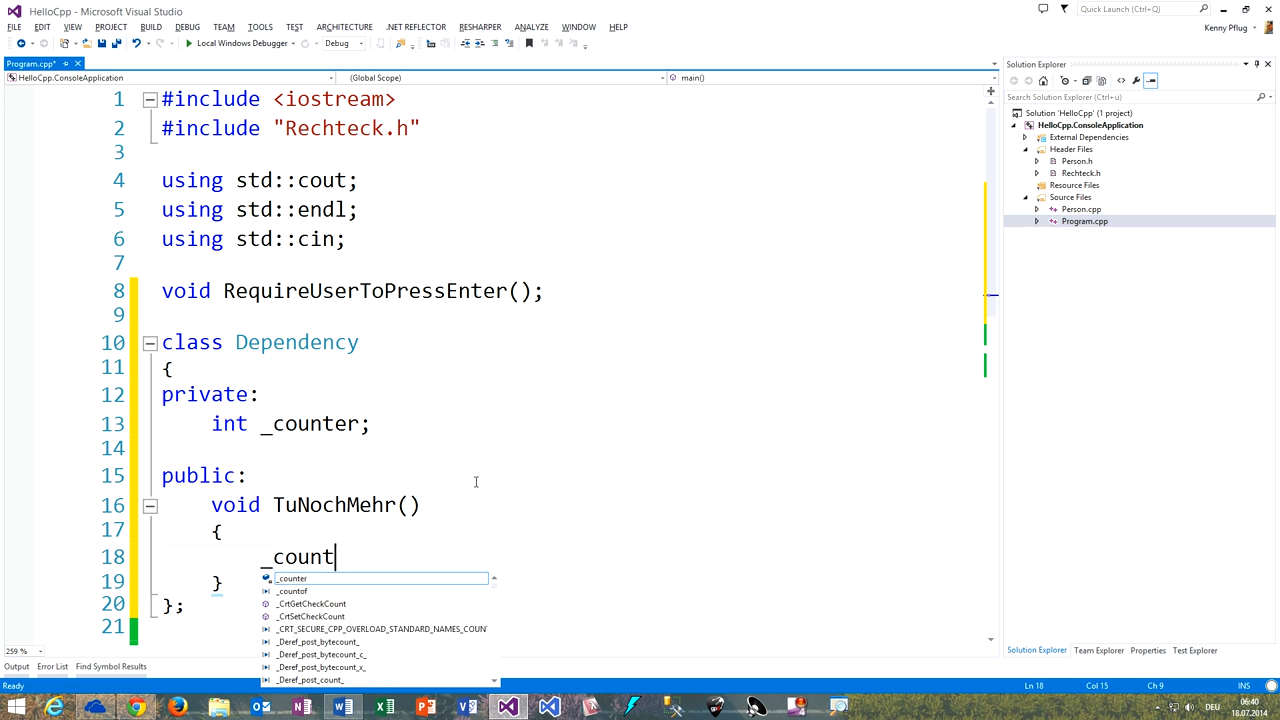 HelloCpp - Microsoft Visual Studio
Quick Launch (Ctrl+Q)
FILE EDIT VIEW PROJECT BUILD DEBUG TEAM TOOLS TEST ARCHITECTURE .NET REFLECTOR RESHARPER ANALYZE WINDOW HELP
Kenny Pflug
Local Windows Debugger Debug
Program.cpp*
Solution Explorer
HelloCpp.ConsoleApplication (Global Scope) main()
Search Solution Explorer (Ctrl+ü)
Solution 'HelloCpp' (1 project)
HelloCpp.ConsoleApplication
External Dependencies
Header Files
Person.h
Rechteck.h
Resource Files
Source Files
Person.cpp
Program.cpp
1 #include <iostream>
2 #include "Rechteck.h"
3
4 using std::cout;
5 using std::endl;
6 using std::cin;
7
8 void RequireUserToPressEnter();
9
10 class Dependency
11 {
12 private:
13 int _counter;
14
15 public:
16 void TuNochMehr()
17 {
18 _count
19 }
20 };
21
_counter
_countof
_CrtGetCheckCount
_CrtSetCheckCount
_CRT_SECURE_CPP_OVERLOAD_STANDARD_NAMES_COUNT
_Deref_post_bytecount_
_Deref_post_bytecount_c_
_Deref_post_bytecount_x_
_Deref_post_count_
259 %
Solution Explorer Team Explorer Properties Test Explorer
Output Error List Find Symbol Results
Ready Ln 18 Col 15 Ch 9 INS
DEU
06:40
18.07.2014